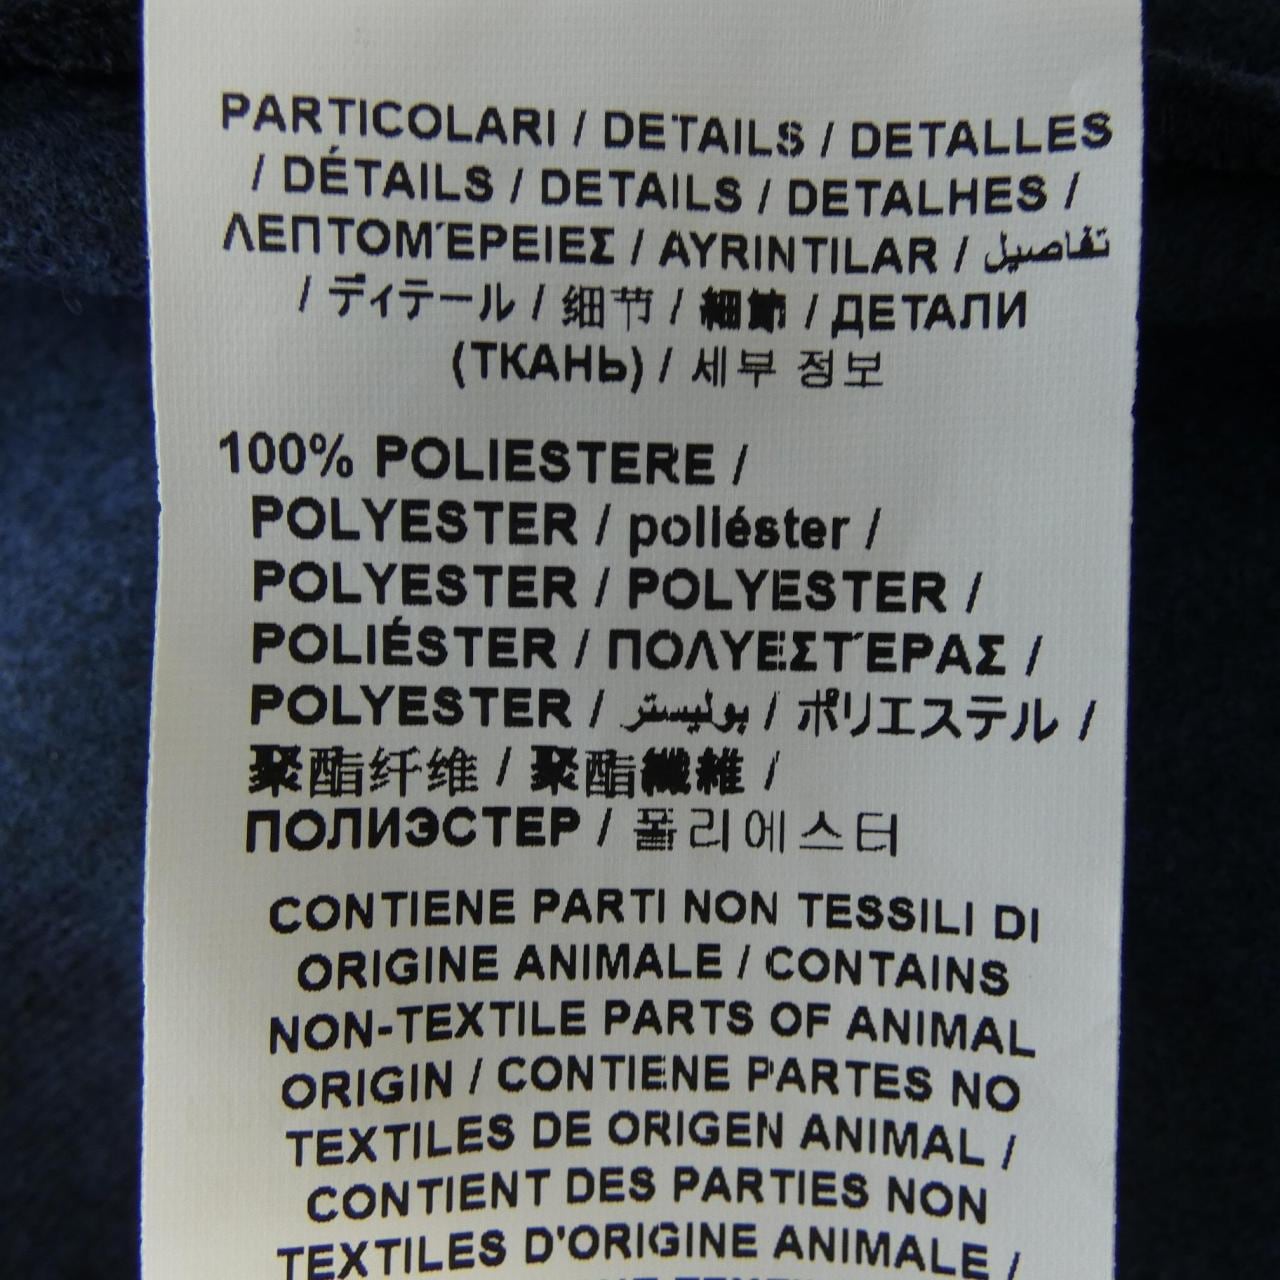 PARTICOLARI / DETAILS / DETALLES
/ DÉTAILS / DETAILS / DETALHES /
ΛΕΠΤΟΜΈΡΕΙΕΣ / AYRINTILAR / تفاصيل
/ ディテール / 细节 / 細節 / ДЕТАЛИ
(ТКАНЬ) / 세부 정보
100% POLIESTERE /
POLYESTER / poliéster /
POLYESTER / POLYESTER /
POLIÉSTER / ΠΟΛΥΕΣΤΈΡΑΣ /
POLYESTER / بوليستر / ポリエステル /
聚酯纤维 / 聚酯纖維 /
ПОЛИЭСТЕР / 폴리에스터
CONTIENE PARTI NON TESSILI DI
ORIGINE ANIMALE / CONTAINS
NON-TEXTILE PARTS OF ANIMAL
ORIGIN / CONTIENE PARTES NO
TEXTILES DE ORIGEN ANIMAL /
CONTIENT DES PARTIES NON
TEXTILES D'ORIGINE ANIMALE /